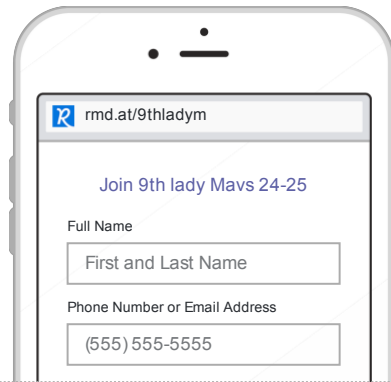 rmd.at/9thladym
Join 9th lady Mavs 24-25
Full Name
First and Last Name
Phone Number or Email Address
(555) 555-5555